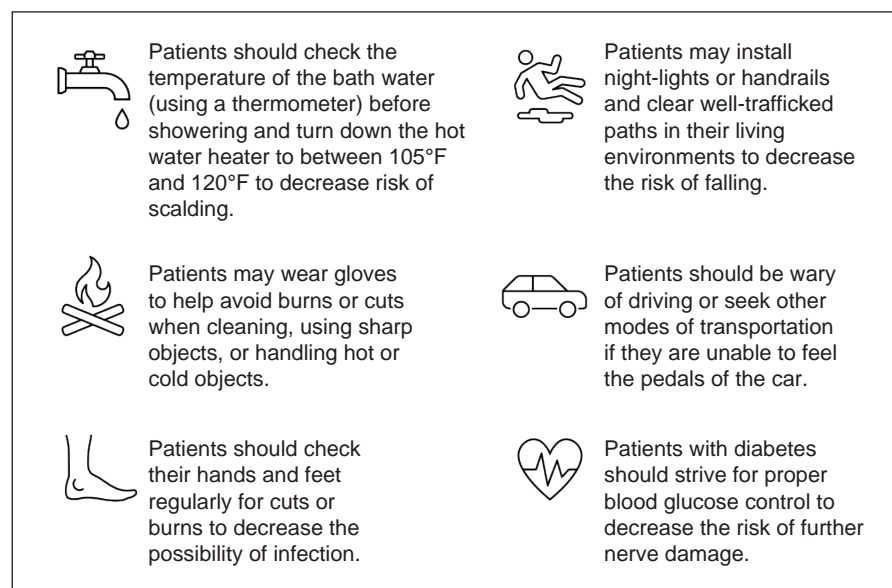 Patients should check the
temperature of the bath water
(using a thermometer) before
showering and turn down the hot
water heater to between 105°F
and 120°F to decrease risk of
scalding.
Patients may install
night-lights or handrails
and clear well-trafficked
paths in their living
environments to decrease
the risk of falling.
Patients may wear gloves
to help avoid burns or cuts
when cleaning, using sharp
objects, or handling hot or
cold objects.
Patients should be wary
of driving or seek other
modes of transportation
if they are unable to feel
the pedals of the car.
Patients should check
their hands and feet
regularly for cuts or
burns to decrease the
possibility of infection.
Patients with diabetes
should strive for proper
blood glucose control to
decrease the risk of further
nerve damage.